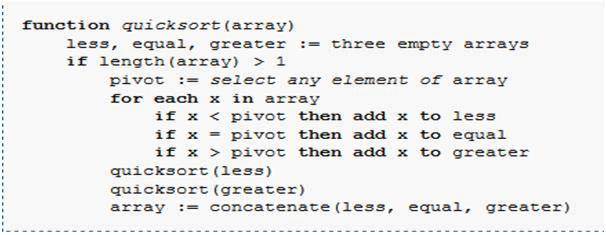 function quicksort(array)
less, equal, greater := three empty arrays
if length(array) > 1
pivot := select any element of array
for each x in array
if x < pivot then add x to less
if x = pivot then add x to equal
if x > pivot then add x to greater
quicksort(less)
quicksort(greater)
array := concatenate(less, equal, greater)